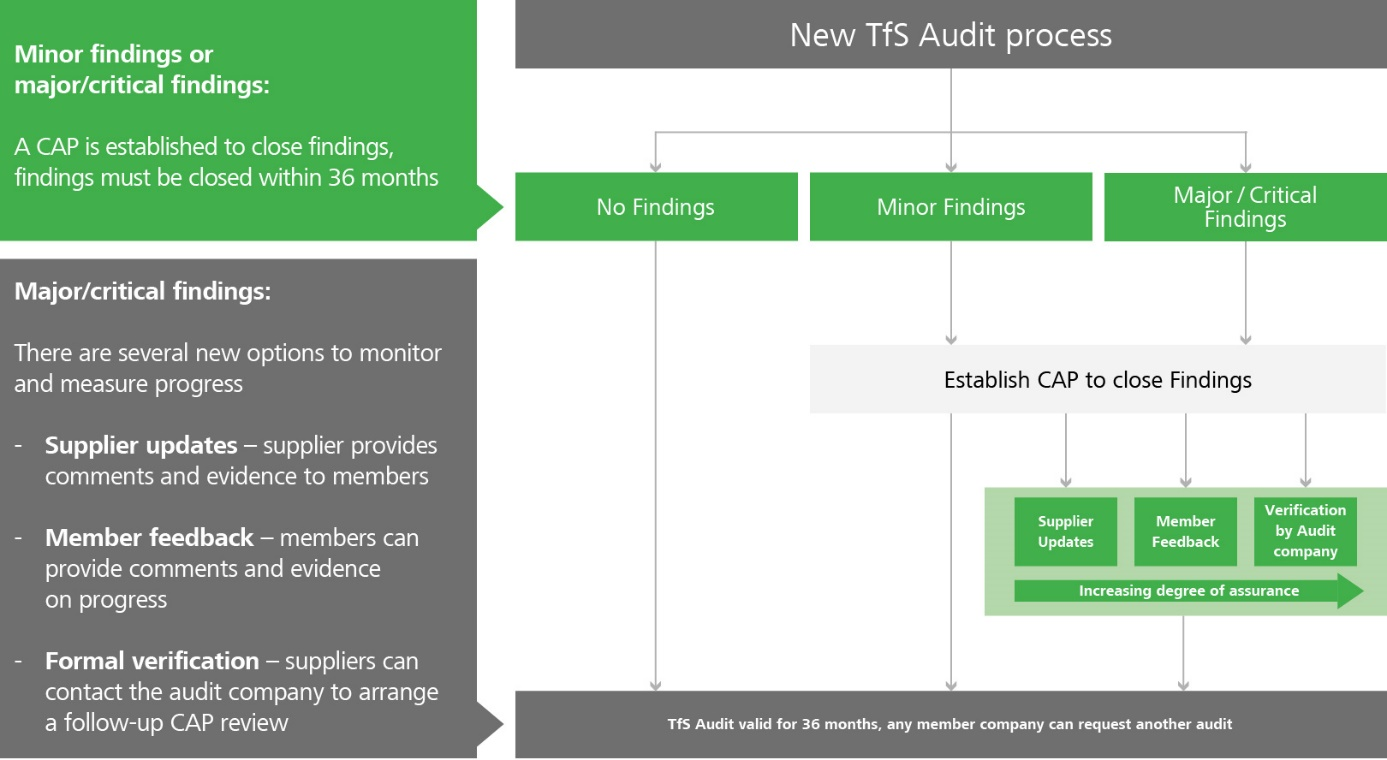 Minor findings or
major/critical findings:
A CAP is established to close findings,
findings must be closed within 36 months
Major/critical findings:
There are several new options to monitor
and measure progress
- Supplier updates – supplier provides
comments and evidence to members
- Member feedback – members can
provide comments and evidence
on progress
- Formal verification – suppliers can
contact the audit company to arrange
a follow-up CAP review
New TfS Audit process
No Findings
Minor Findings
Major / Critical
Findings
Establish CAP to close Findings
Supplier
Updates
Member
Feedback
Verification
by Audit
company
Increasing degree of assurance
TfS Audit valid for 36 months, any member company can request another audit